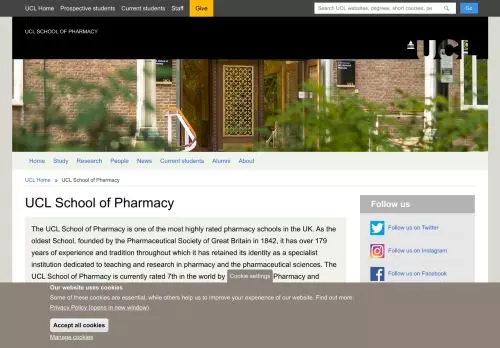 UCL Home Prospective students Current students Staff Give
Search UCL websites, degrees, short courses, pe Go
UCL SCHOOL OF PHARMACY
UCL
Home Study Research People News Current students Alumni About
UCL Home » UCL School of Pharmacy
UCL School of Pharmacy
Follow us
The UCL School of Pharmacy is one of the most highly rated pharmacy schools in the UK. As the
oldest School, founded by the Pharmaceutical Society of Great Britain in 1842, it has over 179
years of experience and tradition throughout which it has retained its identity as a specialist
institution dedicated to teaching and research in pharmacy and the pharmaceutical sciences. The
UCL School of Pharmacy is currently rated 7th in the world by Pharmacy and
Follow us on Twitter
Follow us on Instagram
Follow us on Facebook
Cookie settings
Our website uses cookies
Some of these cookies are essential, while others help us to improve your experience of our website. Find out more:
Privacy Policy (opens in new window).
Accept all cookies
Manage cookies